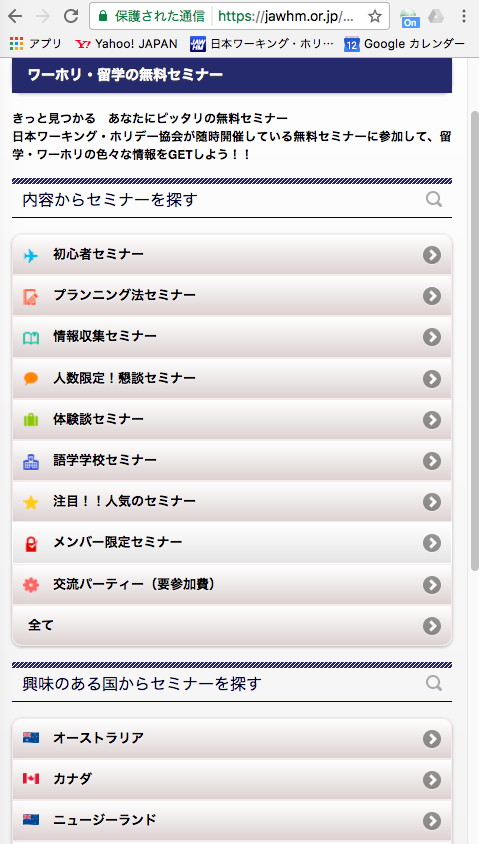 保護された通信 https://jawhm.or.jp/...
On
アプリ Yahoo! JAPAN 日本ワーキング・ホリ… 12 Google カレンダー
ワーホリ・留学の無料セミナー
きっと見つかる　あなたにピッタリの無料セミナー
日本ワーキング・ホリデー協会が随時開催している無料セミナーに参加して、留
学・ワーホリの色々な情報をGETしよう！！
内容からセミナーを探す
初心者セミナー
プランニング法セミナー
情報収集セミナー
人数限定！懇談セミナー
体験談セミナー
語学学校セミナー
注目！！人気のセミナー
メンバー限定セミナー
交流パーティー（要参加費）
全て
興味のある国からセミナーを探す
オーストラリア
カナダ
ニュージーランド